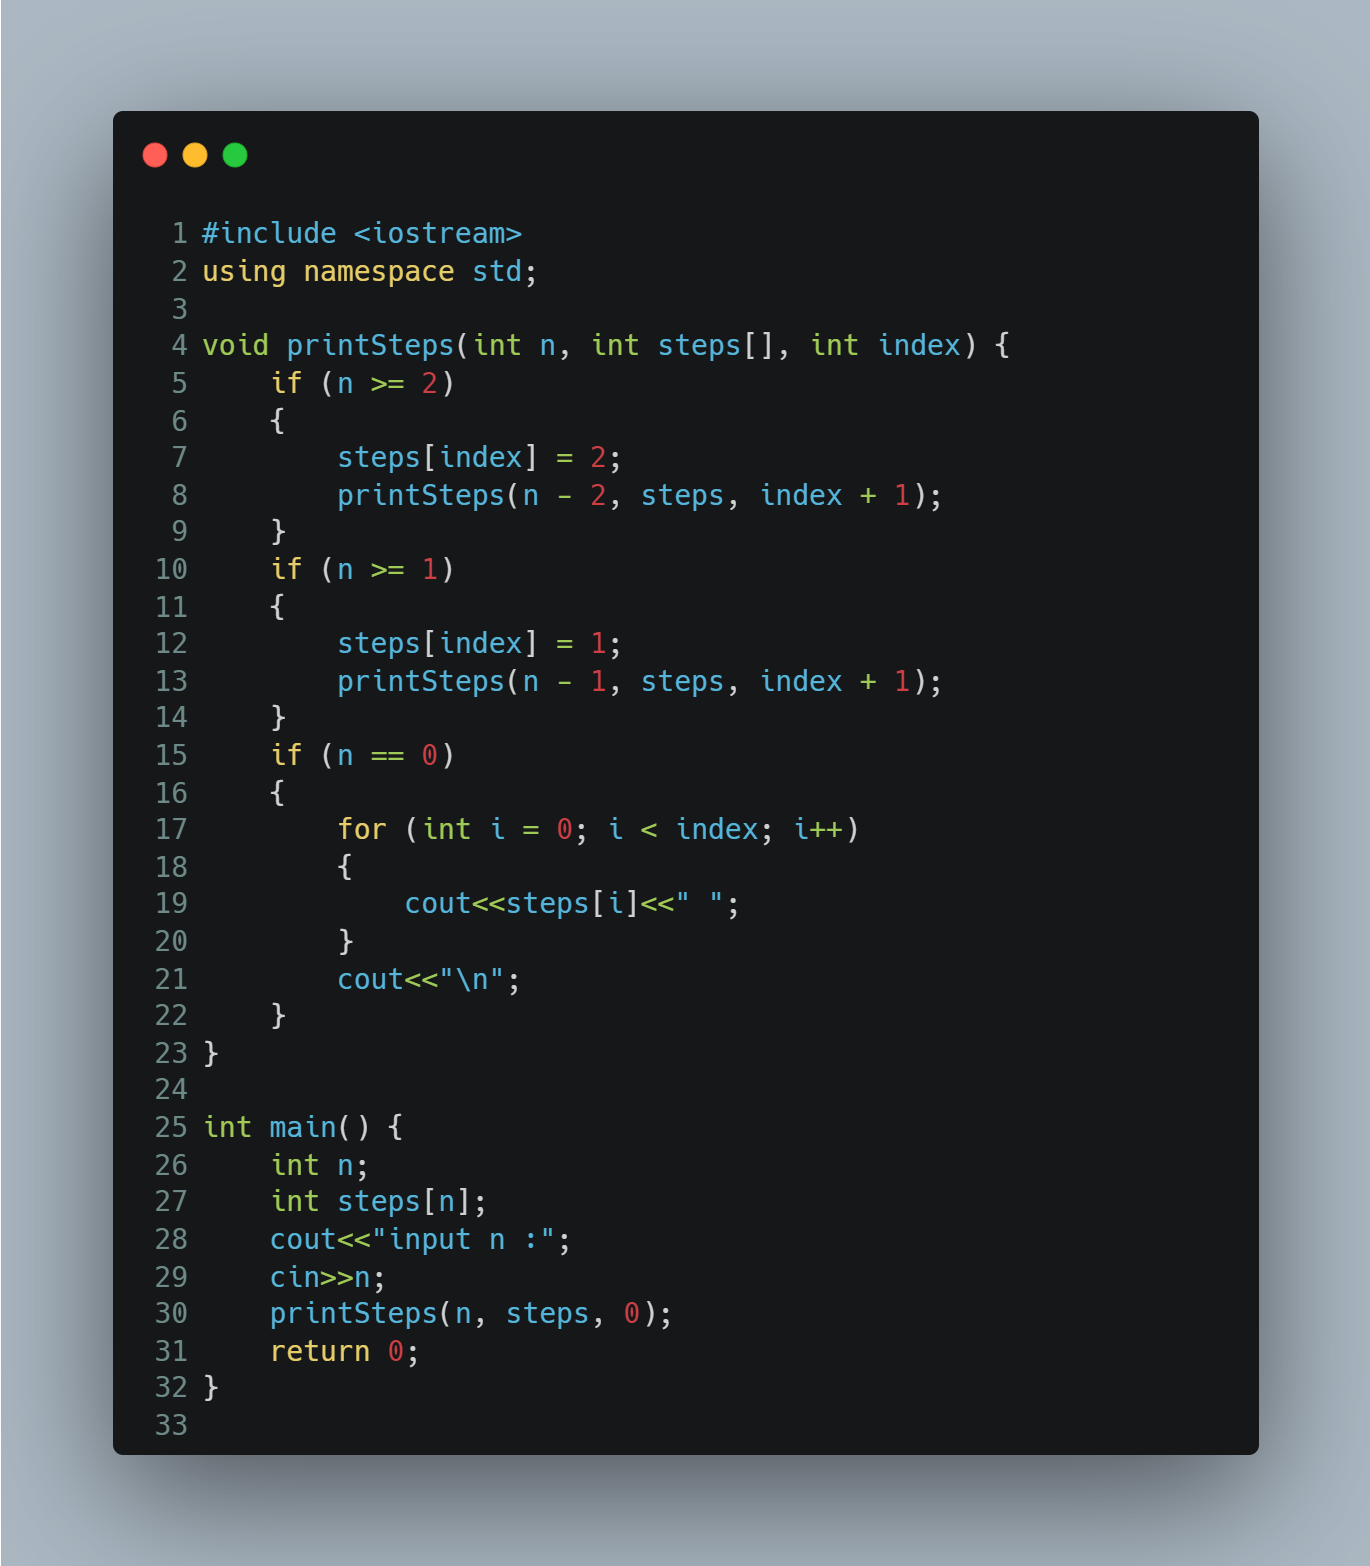 1 #include <iostream>
2 using namespace std;
3
4 void printSteps(int n, int steps[], int index) {
5     if (n >= 2)
6     {
7         steps[index] = 2;
8         printSteps(n - 2, steps, index + 1);
9     }
10     if (n >= 1)
11     {
12         steps[index] = 1;
13         printSteps(n - 1, steps, index + 1);
14     }
15     if (n == 0)
16     {
17         for (int i = 0; i < index; i++)
18         {
19             cout<<steps[i]<<" ";
20         }
21         cout<<"\n";
22     }
23 }
24
25 int main() {
26     int n;
27     int steps[n];
28     cout<<"input n :";
29     cin>>n;
30     printSteps(n, steps, 0);
31     return 0;
32 }
33